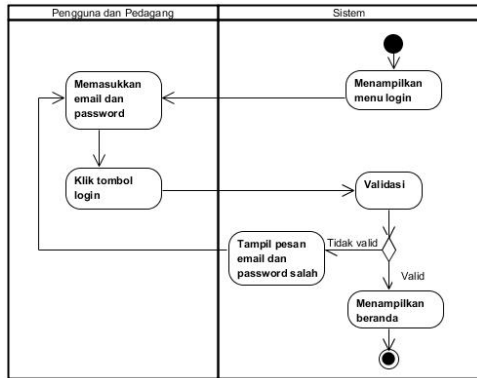 Pengguna dan Pedagang
Sistem
Menampilkan
menu login
Memasukkan
email dan
password
Klik tombol
login
Validasi
Tidak valid
Tampil pesan
email dan
password salah
Valid
Menampilkan
beranda